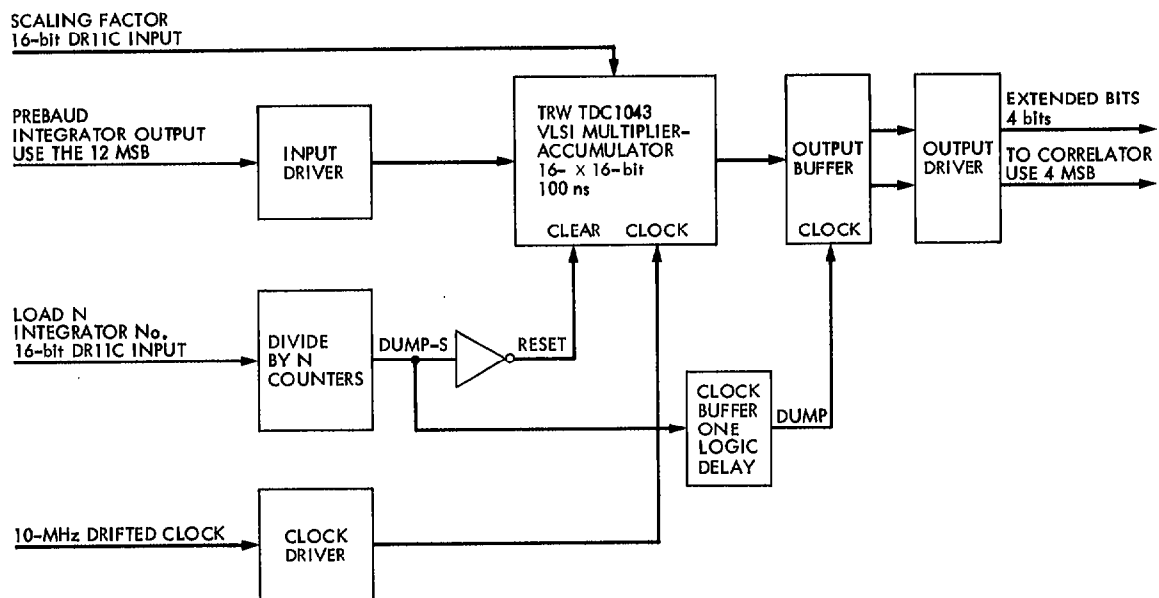 SCALING FACTOR
16-bit DR11C INPUT
PREBAUD
INTEGRATOR OUTPUT
USE THE 12 MSB
INPUT
DRIVER
TRW TDC1043
VLSI MULTIPLIER-
ACCUMULATOR
16- × 16-bit
100 ns
CLEAR CLOCK
OUTPUT
BUFFER
CLOCK
OUTPUT
DRIVER
EXTENDED BITS
4 bits
TO CORRELATOR
USE 4 MSB
LOAD N
INTEGRATOR No.
16-bit DR11C INPUT
DIVIDE
BY N
COUNTERS
DUMP-S
RESET
CLOCK
BUFFER
ONE
LOGIC
DELAY
DUMP
10-MHz DRIFTED CLOCK
CLOCK
DRIVER